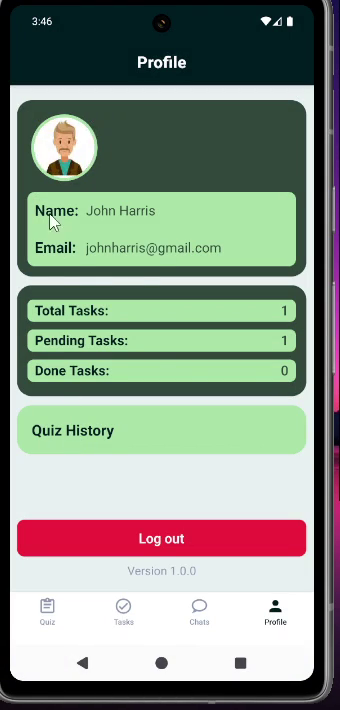 3:46
Profile
Name: John Harris
Email: johnharris@gmail.com
Total Tasks: 1
Pending Tasks: 1
Done Tasks: 0
Quiz History
Log out
Version 1.0.0
Quiz Tasks Chats Profile